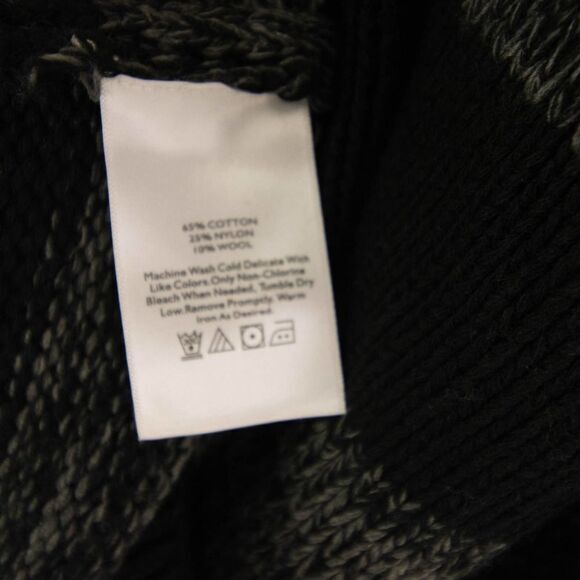 65% COTTON
25% NYLON
10% WOOL
Machine Wash Cold Delicate With
Like Colors.Only Non-Chlorine
Bleach When Needed, Tumble Dry
Low.Remove Promptly. Warm
Iron As Desired.